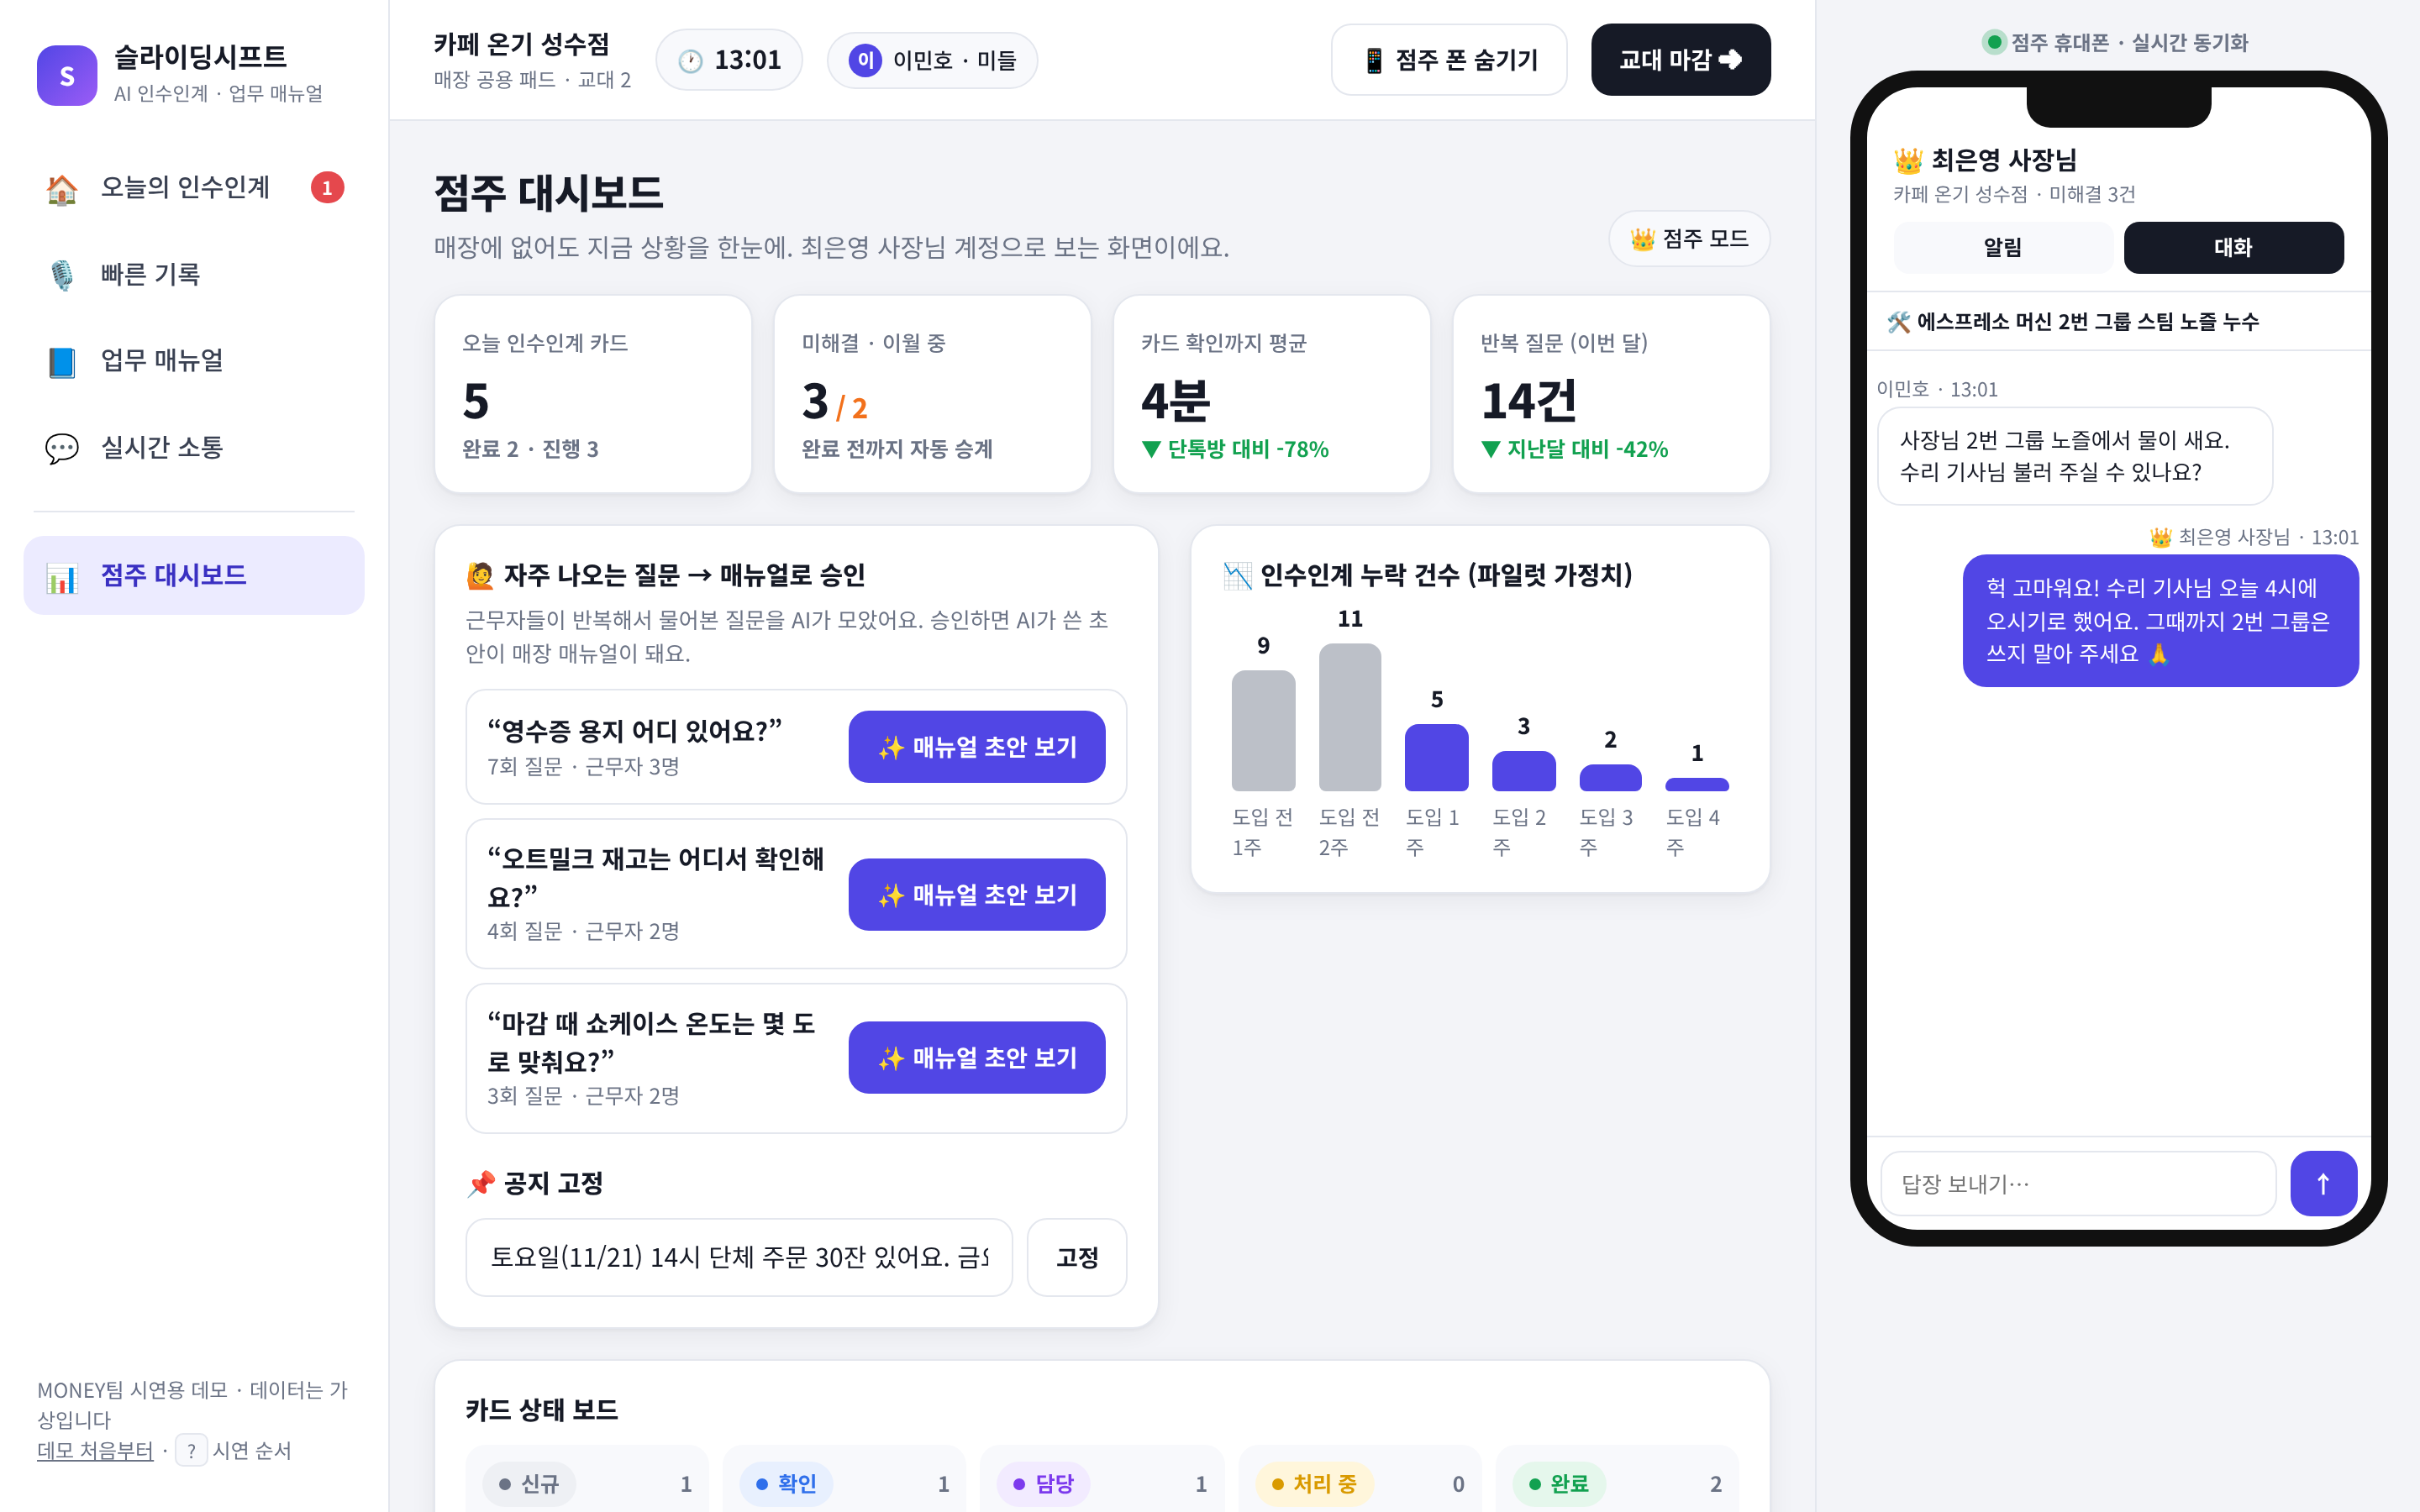 S
슬라이딩시프트
AI 인수인계 · 업무 매뉴얼
오늘의 인수인계 1
빠른 기록
업무 매뉴얼
실시간 소통
점주 대시보드
MONEY팀 시연용 데모 · 데이터는 가
상입니다
데모 처음부터 · ? 시연 순서
카페 온기 성수점
매장 공용 패드 · 교대 2
13:01
이 이민호 · 미들
점주 폰 숨기기
교대 마감
점주 대시보드
매장에 없어도 지금 상황을 한눈에. 최은영 사장님 계정으로 보는 화면이에요.
점주 모드
오늘 인수인계 카드
5
완료 2 · 진행 3
미해결 · 이월 중
3 / 2
완료 전까지 자동 승계
카드 확인까지 평균
4분
▼ 단톡방 대비 -78%
반복 질문 (이번 달)
14건
▼ 지난달 대비 -42%
자주 나오는 질문 → 매뉴얼로 승인
근무자들이 반복해서 물어본 질문을 AI가 모았어요. 승인하면 AI가 쓴 초
안이 매장 매뉴얼이 돼요.
“영수증 용지 어디 있어요?”
7회 질문 · 근무자 3명
매뉴얼 초안 보기
“오트밀크 재고는 어디서 확인해
요?”
4회 질문 · 근무자 2명
매뉴얼 초안 보기
“마감 때 쇼케이스 온도는 몇 도
로 맞춰요?”
3회 질문 · 근무자 2명
매뉴얼 초안 보기
공지 고정
토요일(11/21) 14시 단체 주문 30잔 있어요.
고정
인수인계 누락 건수 (파일럿 가정치)
9 11 5 3 2 1
도입 전 도입 전 도입 1 도입 2 도입 3 도입 4
1주 2주 주 주 주 주
카드 상태 보드
신규 1
확인 1
담당 1
처리 중 0
완료 2
점주 휴대폰 · 실시간 동기화
최은영 사장님
카페 온기 성수점 · 미해결 3건
알림
대화
에스프레소 머신 2번 그룹 스팀 노즐 누수
이민호 · 13:01
사장님 2번 그룹 노즐에서 물이 새요.
수리 기사님 불러 주실 수 있나요?
최은영 사장님 · 13:01
헉 고마워요! 수리 기사님 오늘 4시에
오시기로 했어요. 그때까지 2번 그룹은
쓰지 말아 주세요
답장 보내기…
↑